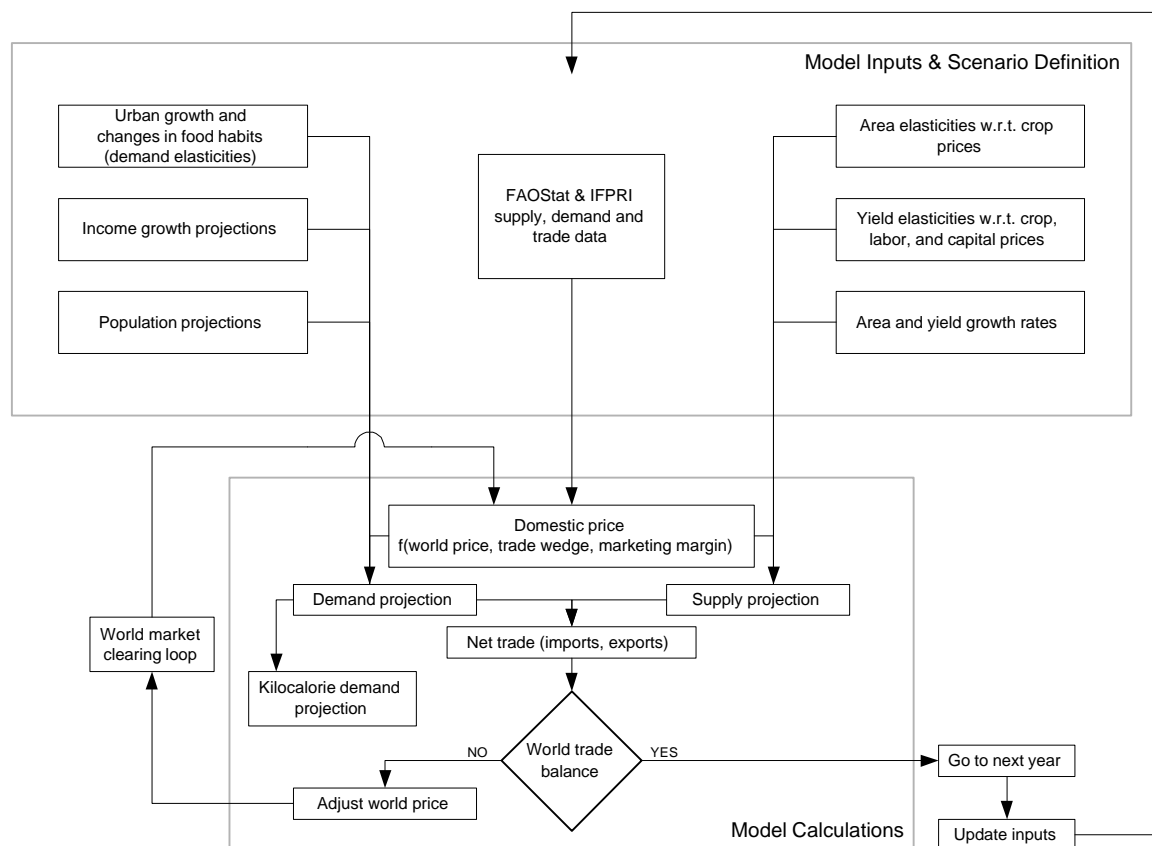 Model Inputs & Scenario Definition
Urban growth and
changes in food habits
(demand elasticities)
Income growth projections
Population projections
FAOStat & IFPRI
supply, demand and
trade data
Area elasticities w.r.t. crop
prices
Yield elasticities w.r.t. crop,
labor, and capital prices
Area and yield growth rates
Domestic price
f(world price, trade wedge, marketing margin)
Demand projection
Supply projection
World market
clearing loop
Net trade (imports, exports)
Kilocalorie demand
projection
World trade
balance
NO
YES
Adjust world price
Go to next year
Update inputs
Model Calculations